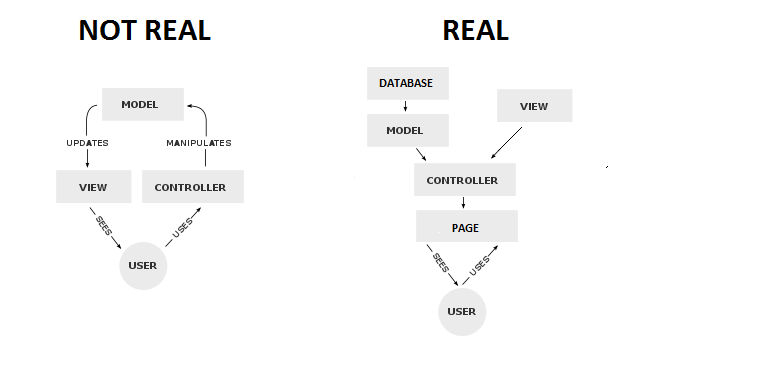 NOT REAL
MODEL
UPDATES
MANIPULATES
VIEW
CONTROLLER
SEES
USES
USER
REAL
DATABASE
VIEW
MODEL
CONTROLLER
PAGE
SEES
USES
USER